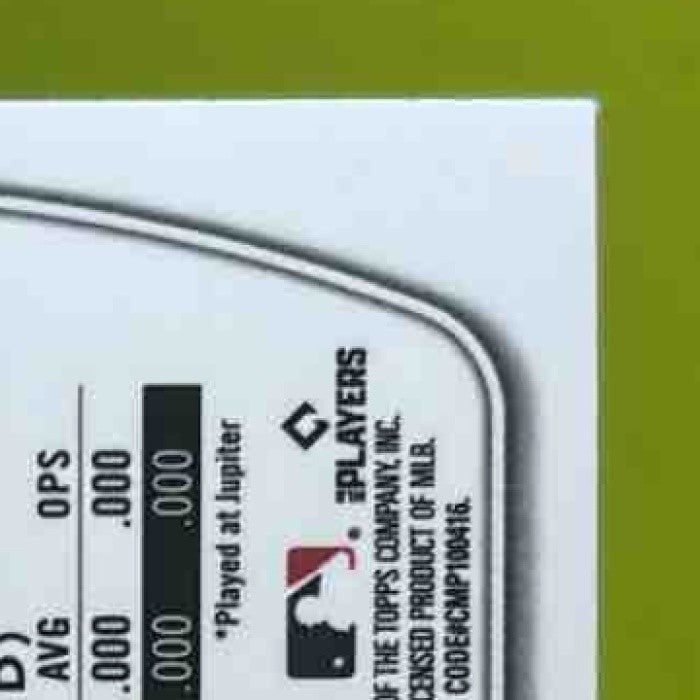 B)
AVG OPS
.000 .000
.000 .000
*Played at Jupiter
®
PLAYERS
OF THE TOPPS COMPANY, INC.
CENSED PRODUCT OF MLB.
CODE#CMP100416.